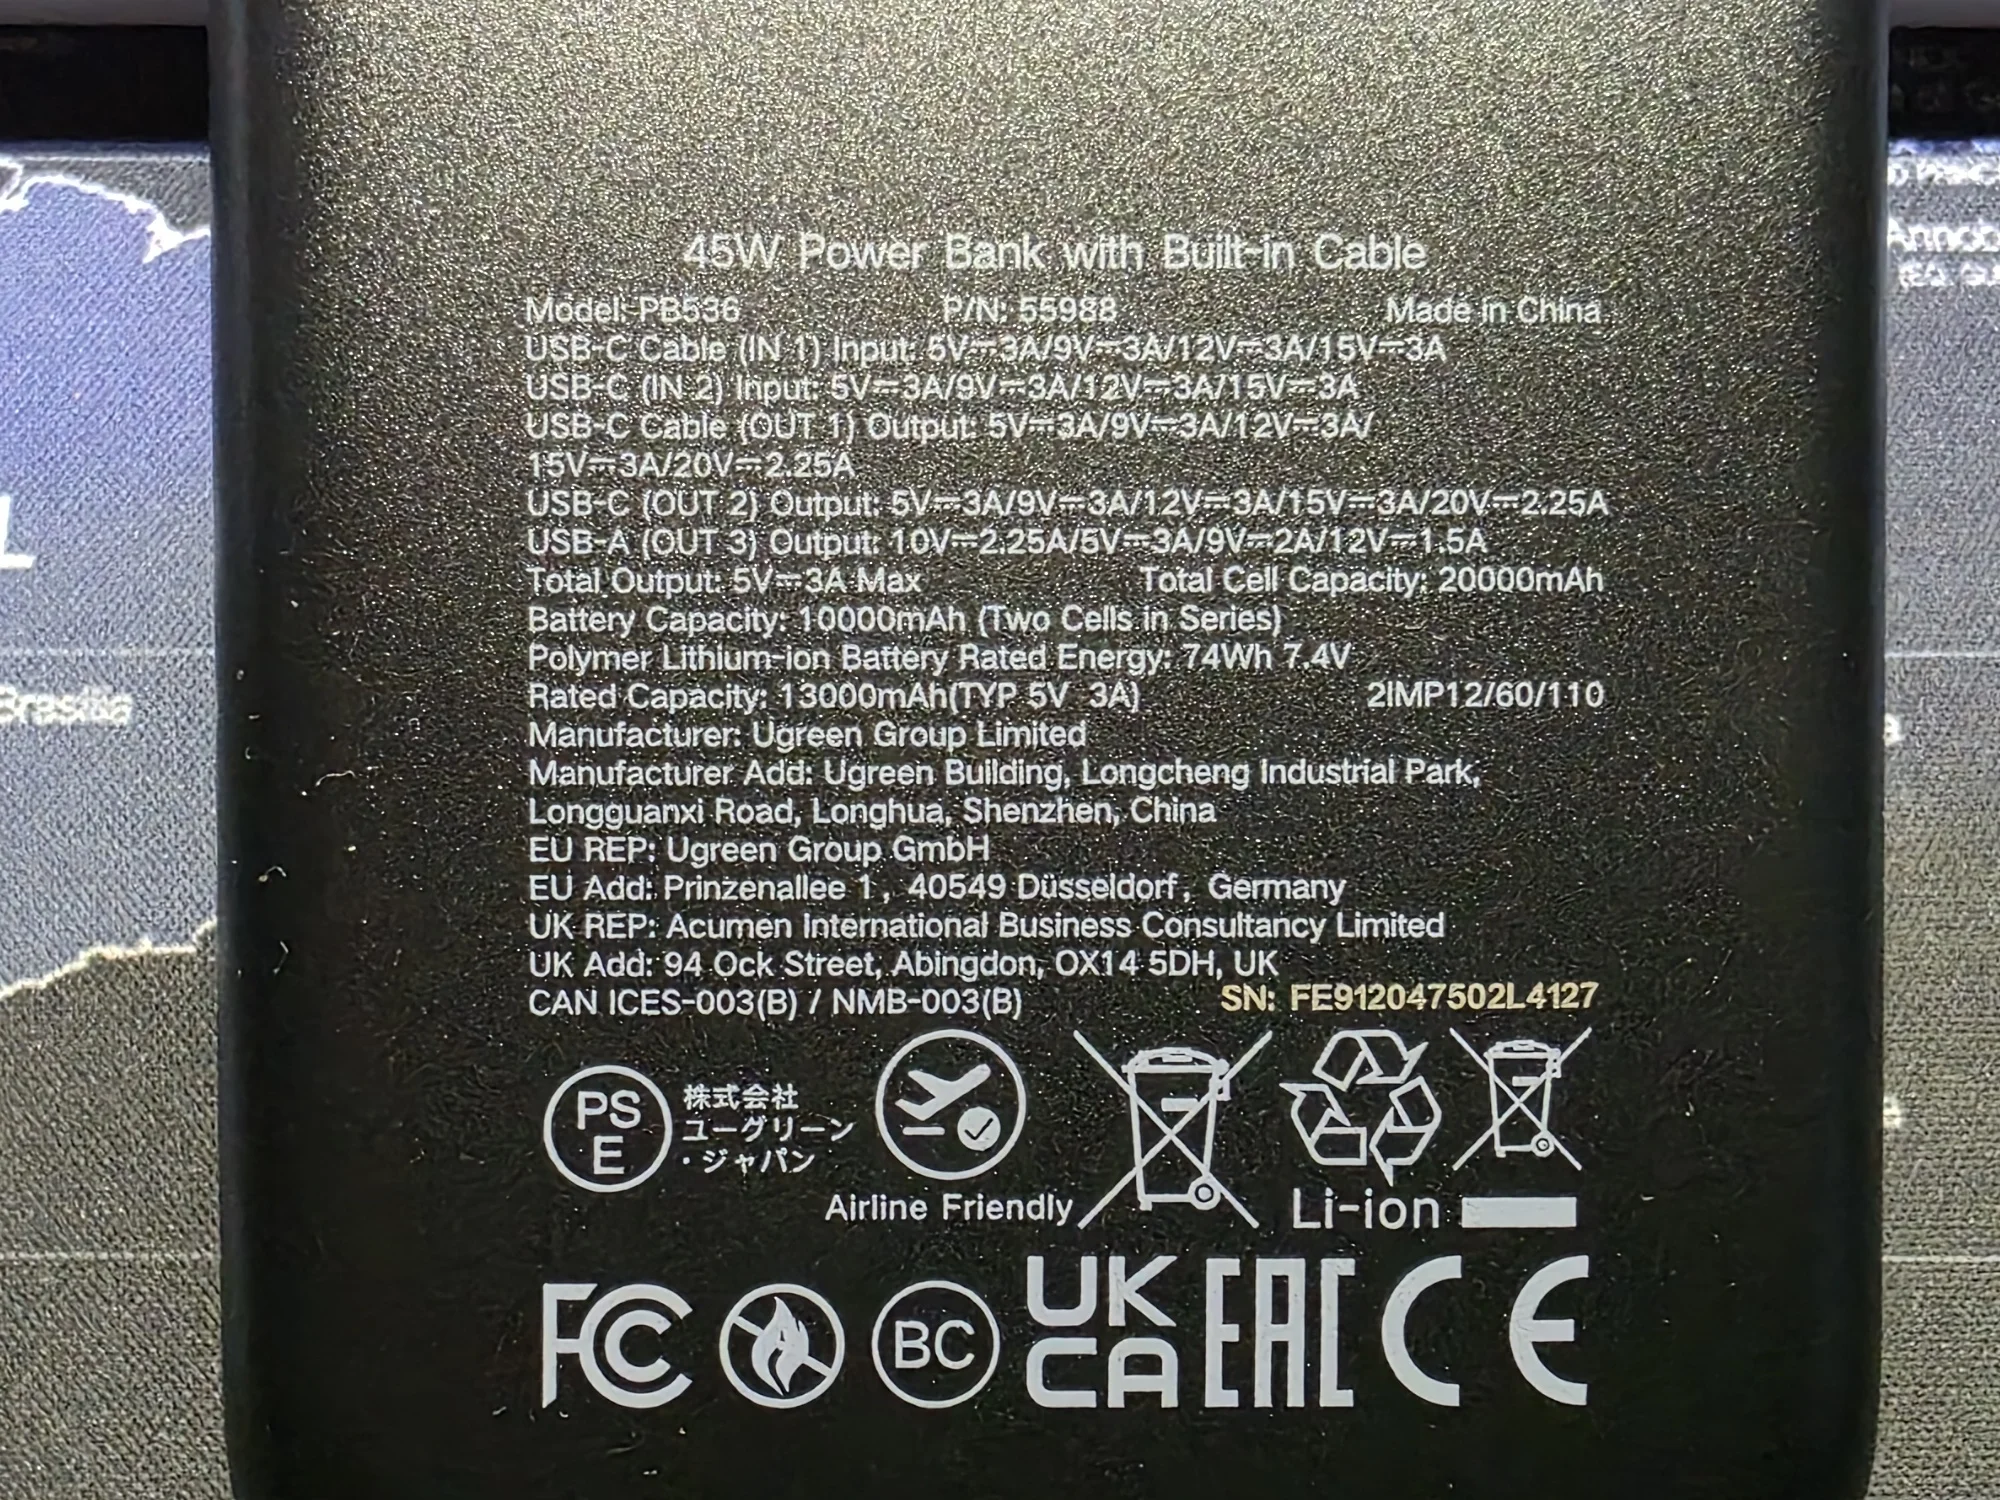 45W Power Bank with Built-in Cable
Model: PB536 P/N: 55988 Made in China
USB-C Cable (IN 1) Input: 5V⎓3A/9V⎓3A/12V⎓3A/15V⎓3A
USB-C (IN 2) Input: 5V⎓3A/9V⎓3A/12V⎓3A/15V⎓3A
USB-C Cable (OUT 1) Output: 5V⎓3A/9V⎓3A/12V⎓3A/
15V⎓3A/20V⎓2.25A
USB-C (OUT 2) Output: 5V⎓3A/9V⎓3A/12V⎓3A/15V⎓3A/20V⎓2.25A
USB-A (OUT 3) Output: 10V⎓2.25A/5V⎓3A/9V⎓2A/12V⎓1.5A
Total Output: 5V⎓3A Max Total Cell Capacity: 20000mAh
Battery Capacity: 10000mAh (Two Cells in Series)
Polymer Lithium-ion Battery Rated Energy: 74Wh 7.4V
Rated Capacity: 13000mAh(TYP 5V 3A) 2IMP12/60/110
Manufacturer: Ugreen Group Limited
Manufacturer Add: Ugreen Building, Longcheng Industrial Park,
Longguanxi Road, Longhua, Shenzhen, China
EU REP: Ugreen Group GmbH
EU Add: Prinzenallee 1, 40549 Düsseldorf, Germany
UK REP: Acumen International Business Consultancy Limited
UK Add: 94 Ock Street, Abingdon, OX14 5DH, UK
CAN ICES-003(B) / NMB-003(B) SN: FE912047502L4127
PS
E
株式会社
ユーグリーン
・ジャパン
Airline Friendly
Li-ion
FC BC UK
CA EAC CE
Brasilia
Annob